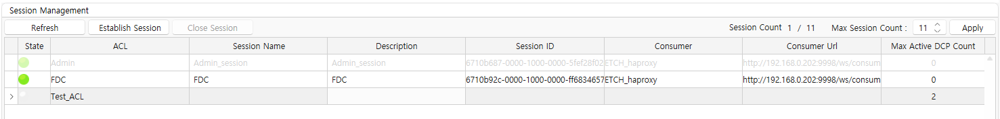 Session Management
Refresh Establish Session Close Session Session Count 1 / 11 Max Session Count : 11 Apply
State ACL Session Name Description Session ID Consumer Consumer Url Max Active DCP Count
Admin Admin_session Admin_session 6710b687-0000-1000-0000-5fef28f02 ETCH_haproxy http://192.168.0.202:9998/ws/consum 0
FDC FDC FDC 6710b92c-0000-1000-0000-ff6834657 ETCH_haproxy http://192.168.0.202:9998/ws/consum 0
Test_ACL 2